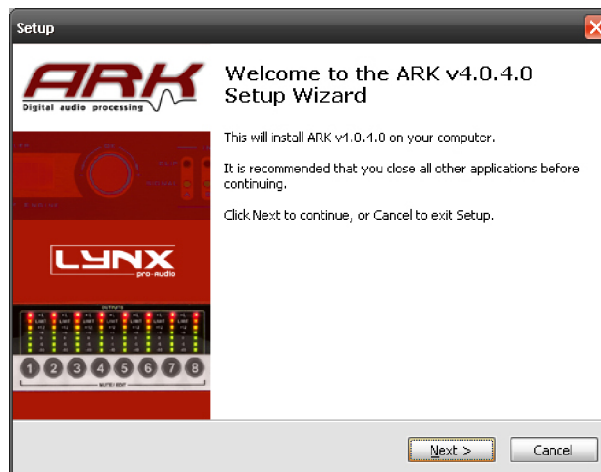 Setup
ARK
Digital audio processing
Welcome to the ARK v4.0.4.0
Setup Wizard
This will install ARK v4.0.4.0 on your computer.
It is recommended that you close all other applications before
continuing.
Click Next to continue, or Cancel to exit Setup.
LYNX
pro-audio
OUTPUTS
1 2 3 4 5 6 7 8
MUTE / EDIT
Next >
Cancel